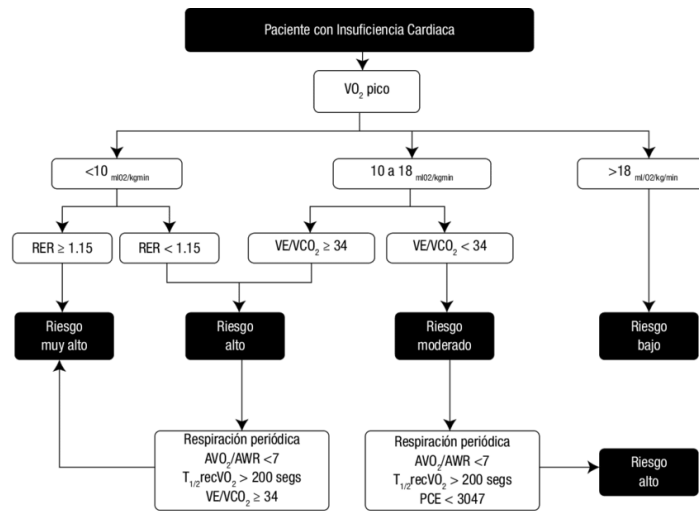 Paciente con Insuficiencia Cardiaca
VO₂ pico
<10 mlO2/kgmin
10 a 18 mlO2/kgmin
>18 ml/O2/kg/min
RER ≥ 1.15
RER < 1.15
VE/VCO₂ ≥ 34
VE/VCO₂ < 34
Riesgo
muy alto
Riesgo
alto
Riesgo
moderado
Riesgo
bajo
Respiración periódica
AVO₂/AWR <7
T₁/₂recVO₂ > 200 segs
VE/VCO₂ ≥ 34
Respiración periódica
AVO₂/AWR <7
T₁/₂recVO₂ > 200 segs
PCE < 3047
Riesgo
alto